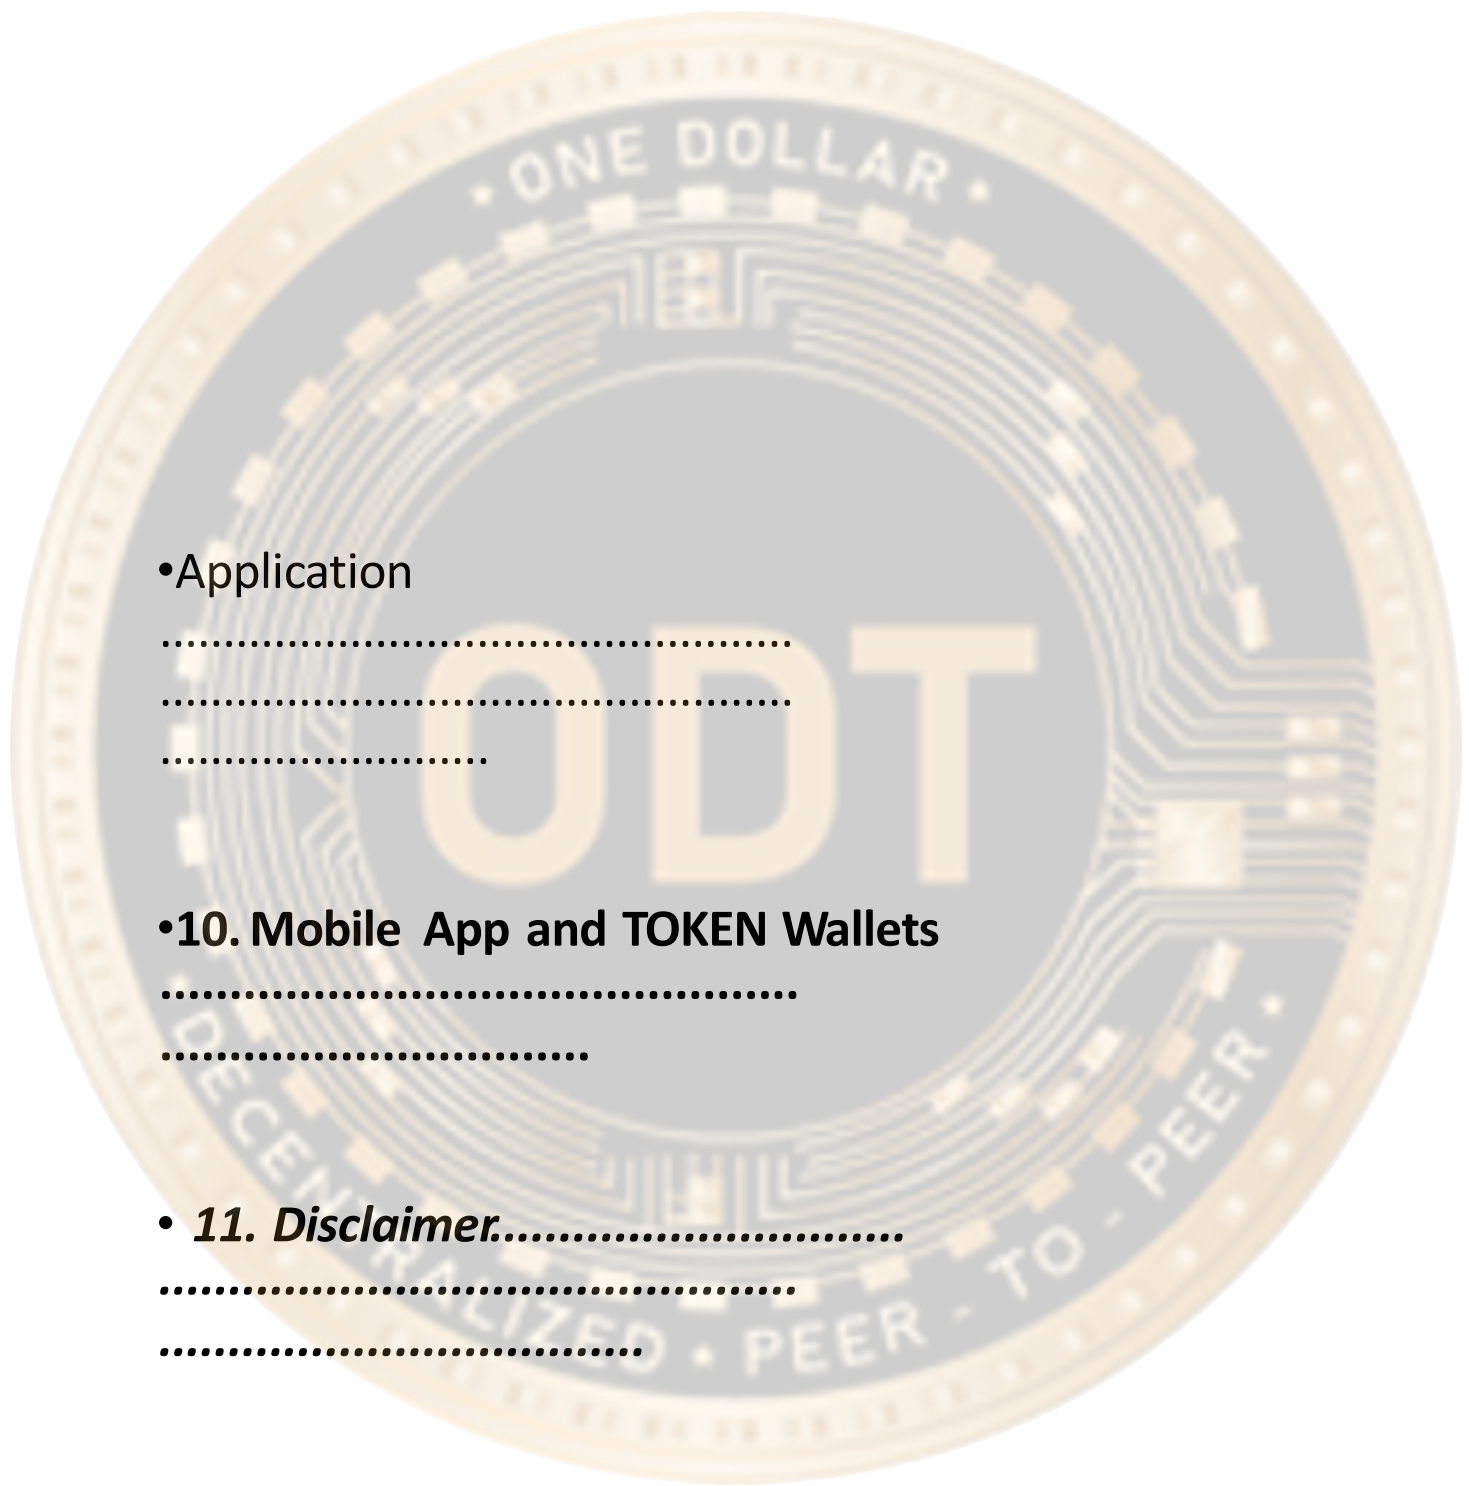 • ONE DOLLAR •
•Application
..................................................
..................................................
..........................
ODT
•10. Mobile App and TOKEN Wallets
..............................................
...............................
• 11. Disclaimer..............................
..............................................
...................................
• DECENTRALIZED • PEER - TO - PEER •